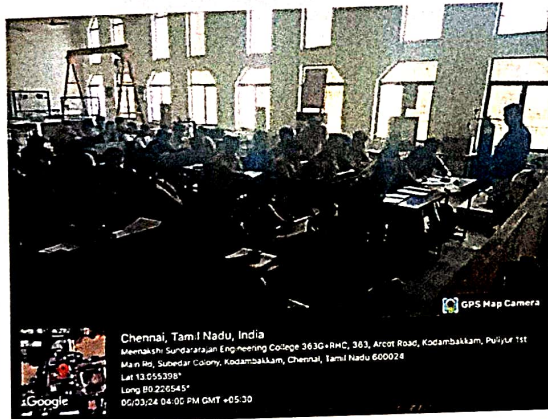 GPS Map Camera
Chennai, Tamil Nadu, India
Meenakshi Sundararajan Engineering College 363G+RHC, 363, Arcot Road, Kodambakkam, Puliyur 1st
Main Rd, Subedar Colony, Kodambakkam, Chennai, Tamil Nadu 600024
Lat 13.055398°
Long 80.226545°
06/03/24 04:00 PM GMT +05:30
Google